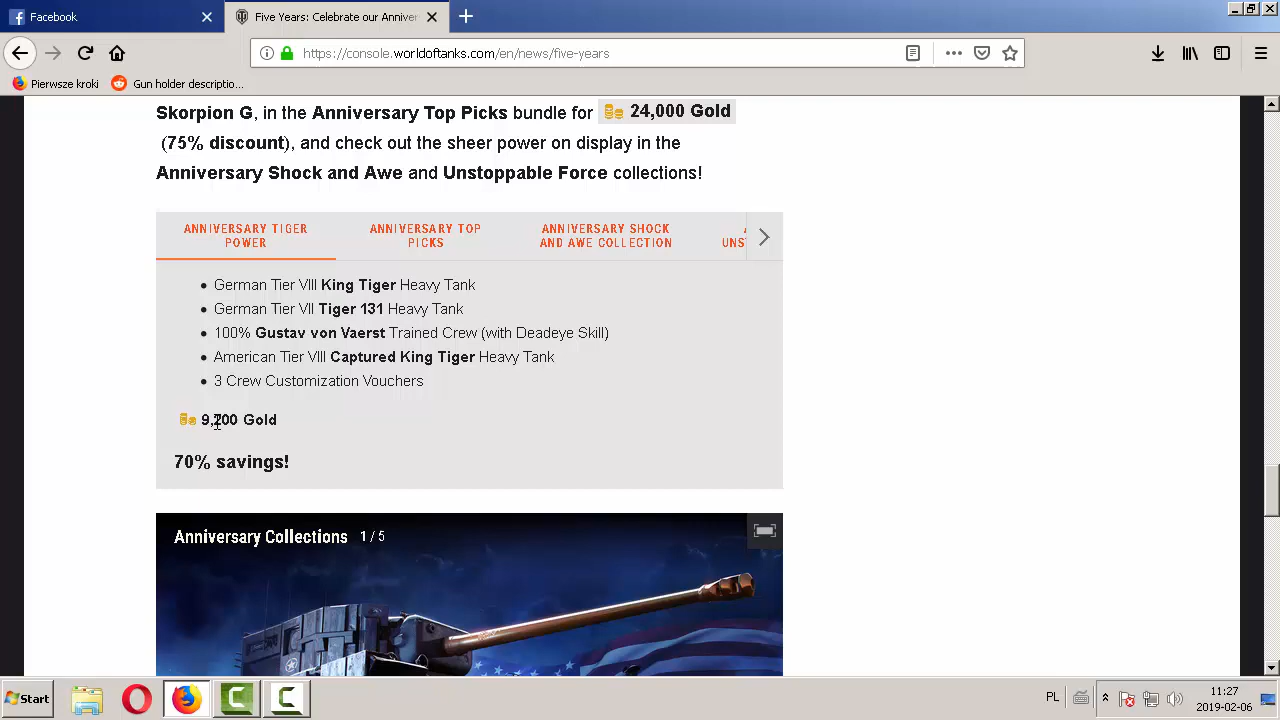 Facebook
Five Years: Celebrate our Anniver
https://console.worldoftanks.com/en/news/five-years
Pierwsze kroki
Gun holder descriptio...
Skorpion G, in the Anniversary Top Picks bundle for 24,000 Gold
(75% discount), and check out the sheer power on display in the
Anniversary Shock and Awe and Unstoppable Force collections!
ANNIVERSARY TIGER
POWER
ANNIVERSARY TOP
PICKS
ANNIVERSARY SHOCK
AND AWE COLLECTION
UNS
German Tier VIII King Tiger Heavy Tank
German Tier VII Tiger 131 Heavy Tank
100% Gustav von Vaerst Trained Crew (with Deadeye Skill)
American Tier VIII Captured King Tiger Heavy Tank
3 Crew Customization Vouchers
Gold
70% savings!
Anniversary Collections 1 / 5
Start
PL
11:27
2019-02-06